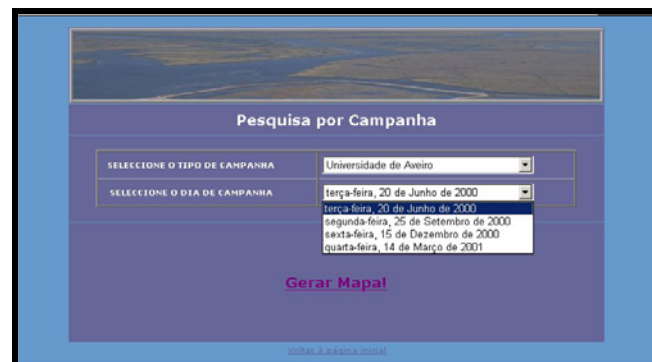 Pesquisa por Campanha
SELECCIONE O TIPO DE CAMPANHA
Universidade de Aveiro
SELECCIONE O DIA DE CAMPANHA
terça-feira, 20 de Junho de 2000
terça-feira, 20 de Junho de 2000
segunda-feira, 25 de Setembro de 2000
sexta-feira, 15 de Dezembro de 2000
quarta-feira, 14 de Março de 2001
Gerar Mapa!
Voltar à página inicial